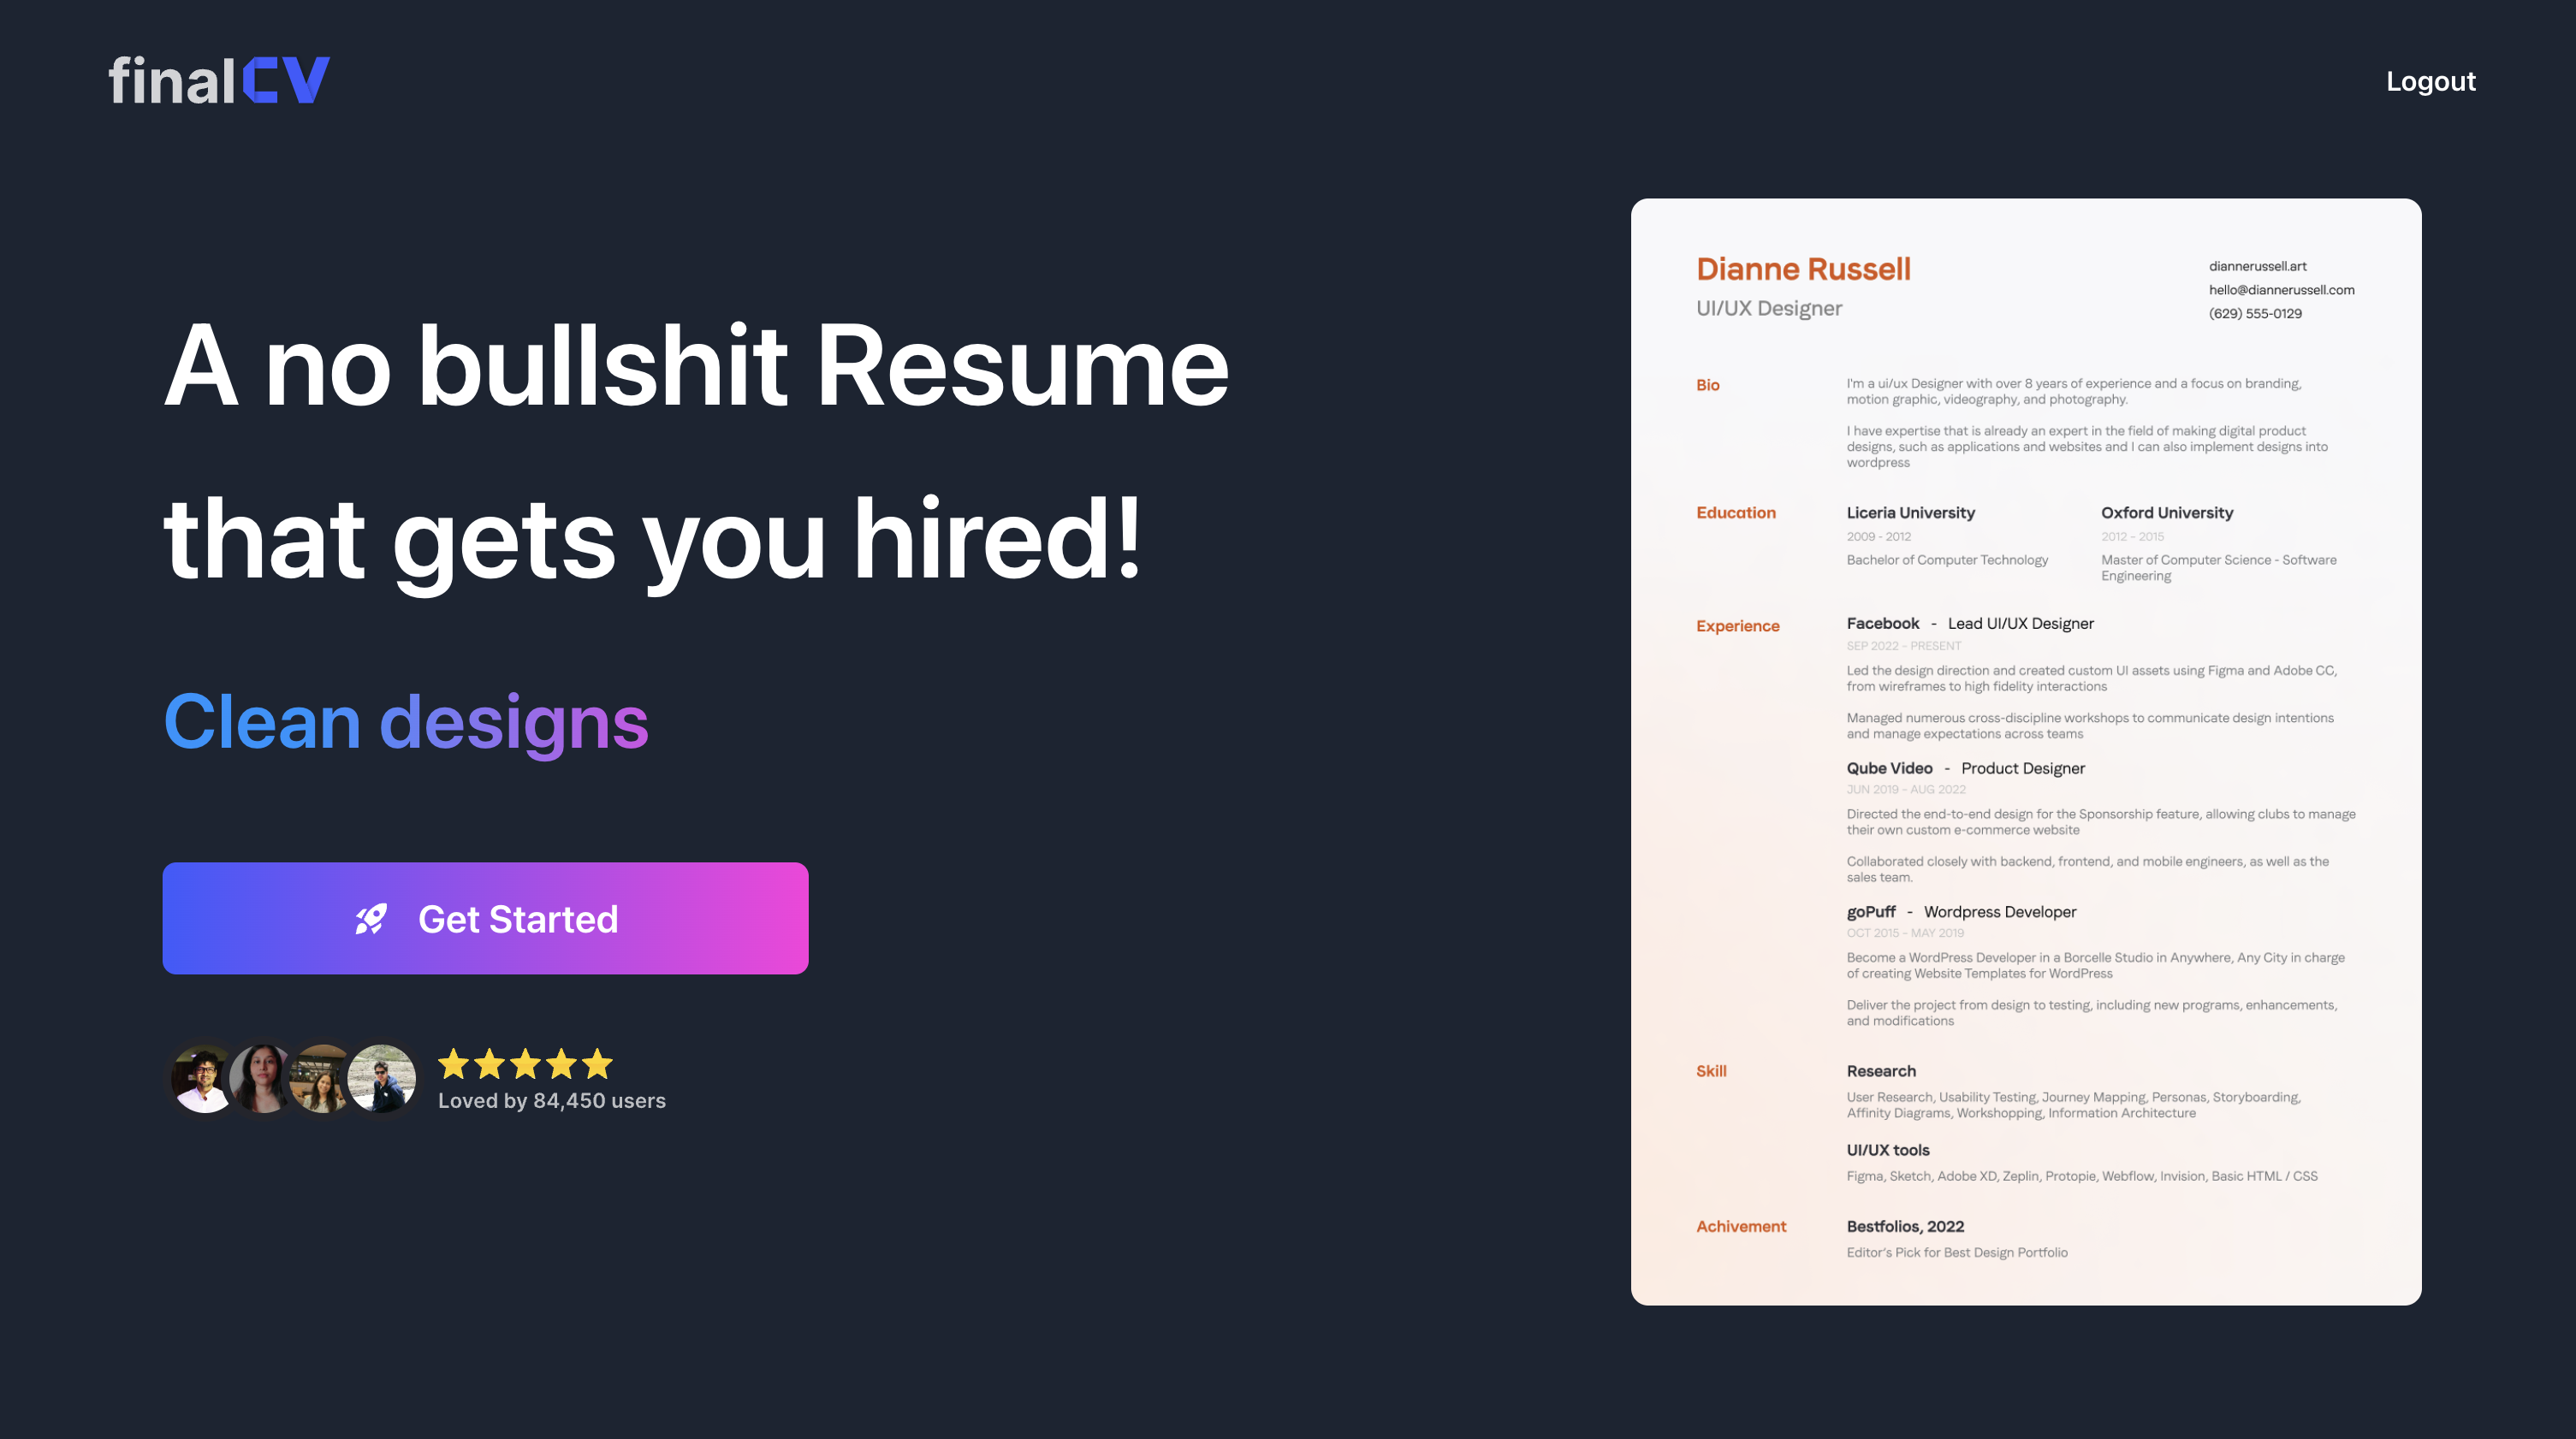 finalCV
Logout
A no bullshit Resume
that gets you hired!
Clean designs
Get Started
Loved by 84,450 users
Dianne Russell
UI/UX Designer
diannerussell.art
hello@diannerussell.com
(629) 555-0129
Bio
I'm a ui/ux Designer with over 8 years of experience and a focus on branding,
motion graphic, videography, and photography.
I have expertise that is already an expert in the field of making digital product
designs, such as applications and websites and I can also implement designs into
wordpress
Education
Liceria University
2009 - 2012
Bachelor of Computer Technology
Oxford University
2012 - 2015
Master of Computer Science - Software
Engineering
Experience
Facebook - Lead UI/UX Designer
SEP 2022 - PRESENT
Led the design direction and created custom UI assets using Figma and Adobe CC,
from wireframes to high fidelity interactions
Managed numerous cross-discipline workshops to communicate design intentions
and manage expectations across teams
Qube Video - Product Designer
JUN 2019 - AUG 2022
Directed the end-to-end design for the Sponsorship feature, allowing clubs to manage
their own custom e-commerce website
Collaborated closely with backend, frontend, and mobile engineers, as well as the
sales team.
goPuff - Wordpress Developer
OCT 2015 - MAY 2019
Become a WordPress Developer in a Borcelle Studio in Anywhere, Any City in charge
of creating Website Templates for WordPress
Deliver the project from design to testing, including new programs, enhancements,
and modifications
Skill
Research
User Research, Usability Testing, Journey Mapping, Personas, Storyboarding,
Affinity Diagrams, Workshopping, Information Architecture
UI/UX tools
Figma, Sketch, Adobe XD, Zeplin, Protopie, Webflow, Invision, Basic HTML / CSS
Achivement
Bestfolios, 2022
Editor's Pick for Best Design Portfolio